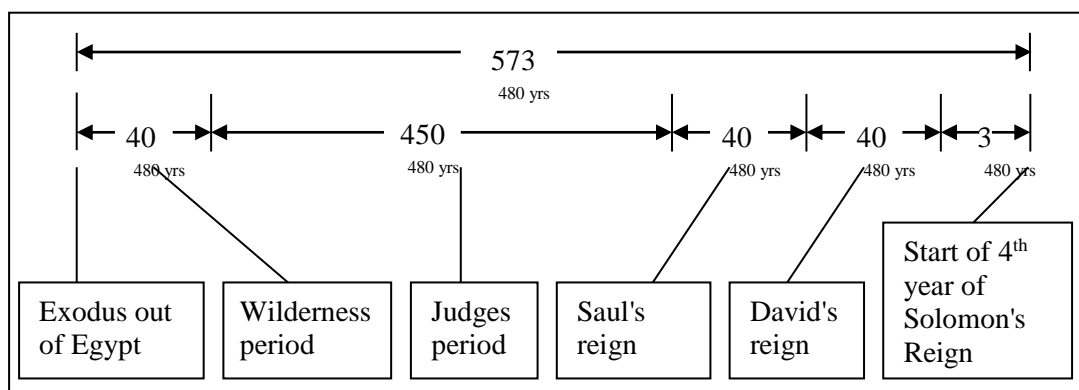 573
480 yrs
40
480 yrs
450
480 yrs
40
480 yrs
40
480 yrs
3
480 yrs
Exodus out
of Egypt
Wilderness
period
Judges
period
Saul's
reign
David's
reign
Start of 4th
year of
Solomon's
Reign